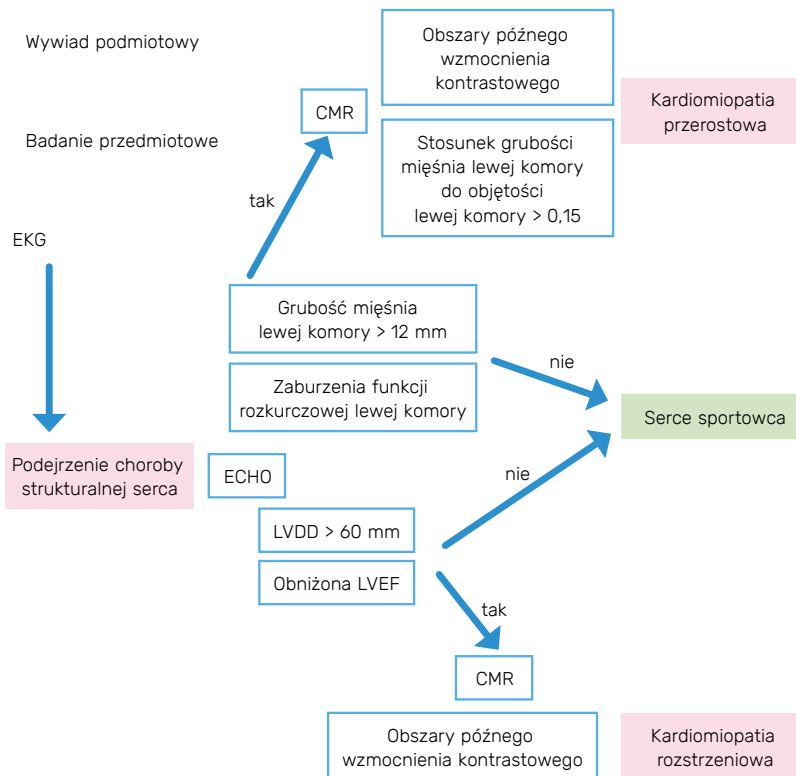 Wywiad podmiotowy
Badanie przedmiotowe
EKG
Podejrzenie choroby
strukturalnej serca
ECHO
Grubość mięśnia
lewej komory > 12 mm
Zaburzenia funkcji
rozkurczowej lewej komory
tak
CMR
Obszary późnego
wzmocnienia
kontrastowego
Stosunek grubości
mięśnia lewej komory
do objętości
lewej komory > 0,15
Kardiomiopatia
przerostowa
nie
Serce sportowca
nie
LVDD > 60 mm
Obniżona LVEF
tak
CMR
Obszary późnego
wzmocnienia kontrastowego
Kardiomiopatia
rozstrzeniowa